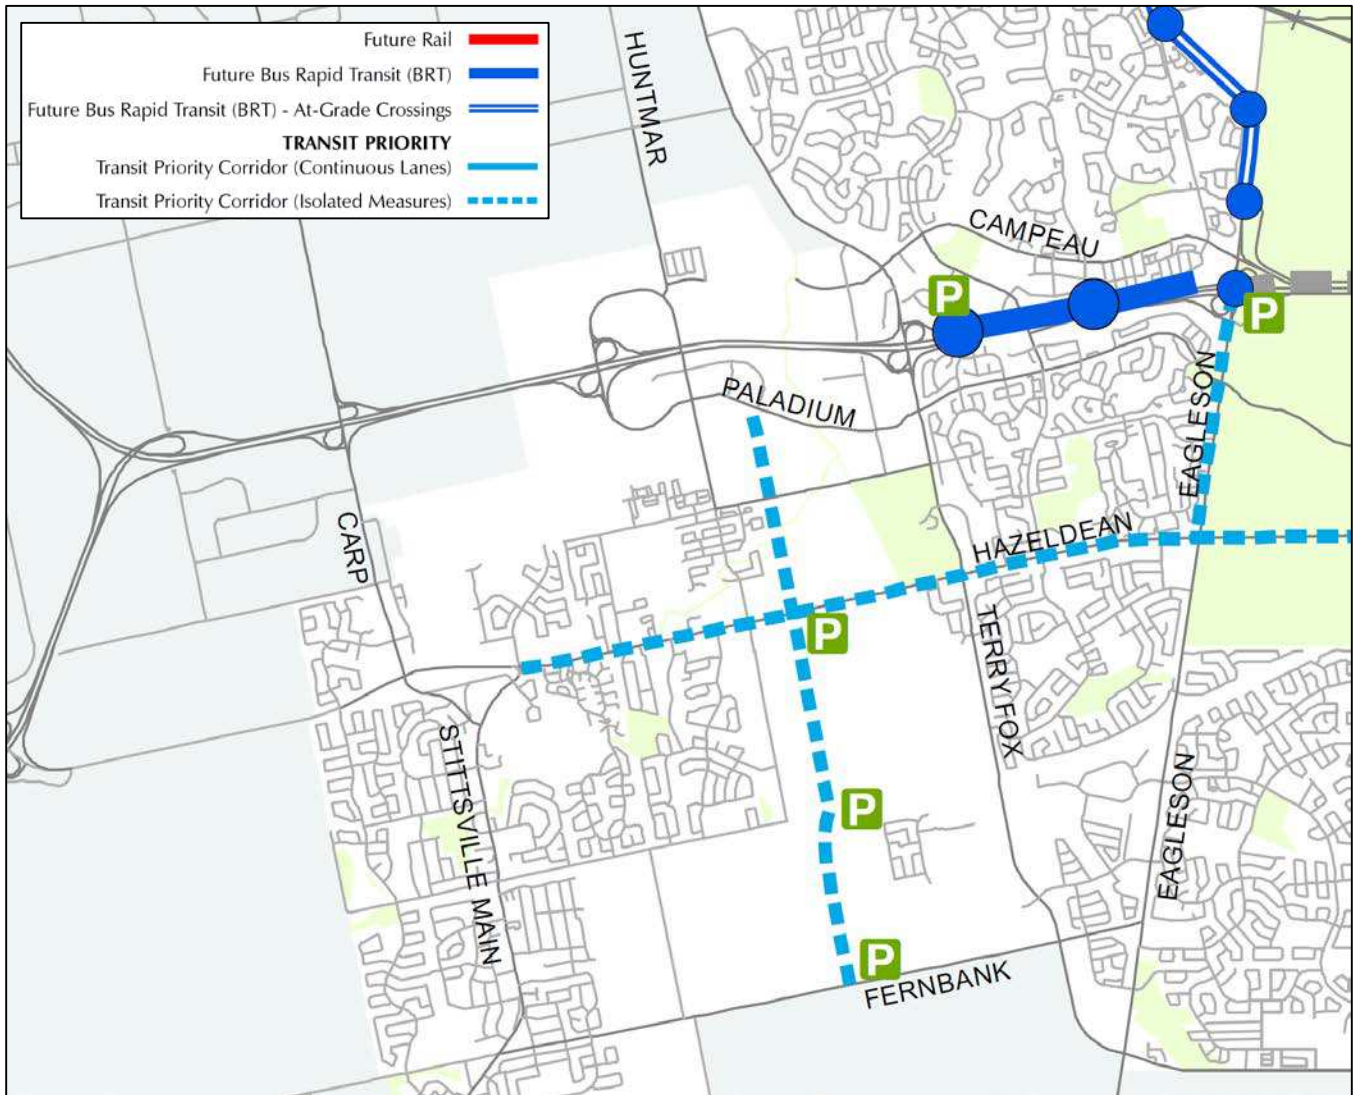 Future Rail
Future Bus Rapid Transit (BRT)
Future Bus Rapid Transit (BRT) - At-Grade Crossings
TRANSIT PRIORITY
Transit Priority Corridor (Continuous Lanes)
Transit Priority Corridor (Isolated Measures)
HUNTMAR
CAMPEAU
P
P
PALADIUM
EAGLESON
CARP
HAZELDEAN
P
TERRY FOX
STITTSVILLE MAIN
EAGLESON
P
P
FERNBANK